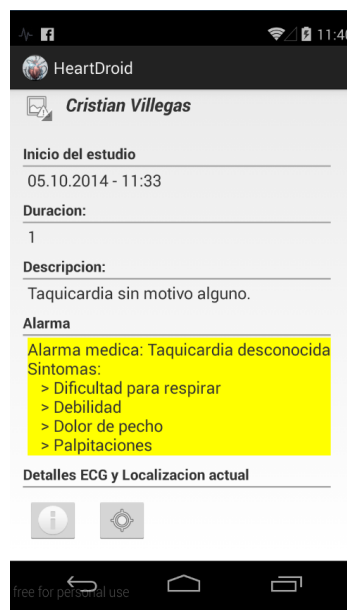 11:40
HeartDroid
Cristian Villegas
Inicio del estudio
05.10.2014 - 11:33
Duracion:
1
Descripcion:
Taquicardia sin motivo alguno.
Alarma
Alarma medica: Taquicardia desconocida
Sintomas:
> Dificultad para respirar
> Debilidad
> Dolor de pecho
> Palpitaciones
Detalles ECG y Localizacion actual
free for personal use